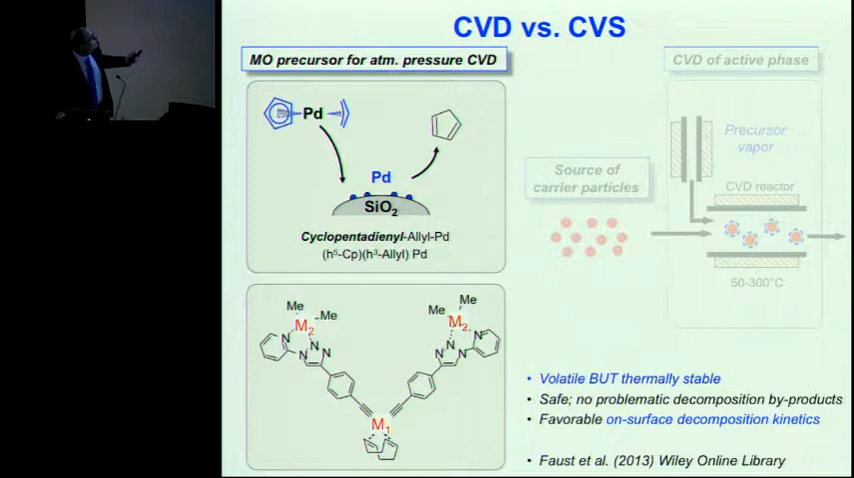 CVD vs. CVS
MO precursor for atm. pressure CVD
Pd
Pd
SiO₂
Cyclopentadienyl-Allyl-Pd
(h⁵-Cp)(h³-Allyl) Pd
CVD of active phase
Precursor
vapor
Source of
carrier particles
CVD reactor
50-300°C
Me
Me
M₂
N
N
N
N
Me
Me
M₂
N
N
N
N
M₁
• Volatile BUT thermally stable
• Safe; no problematic decomposition by-products
• Favorable on-surface decomposition kinetics
• Faust et al. (2013) Wiley Online Library